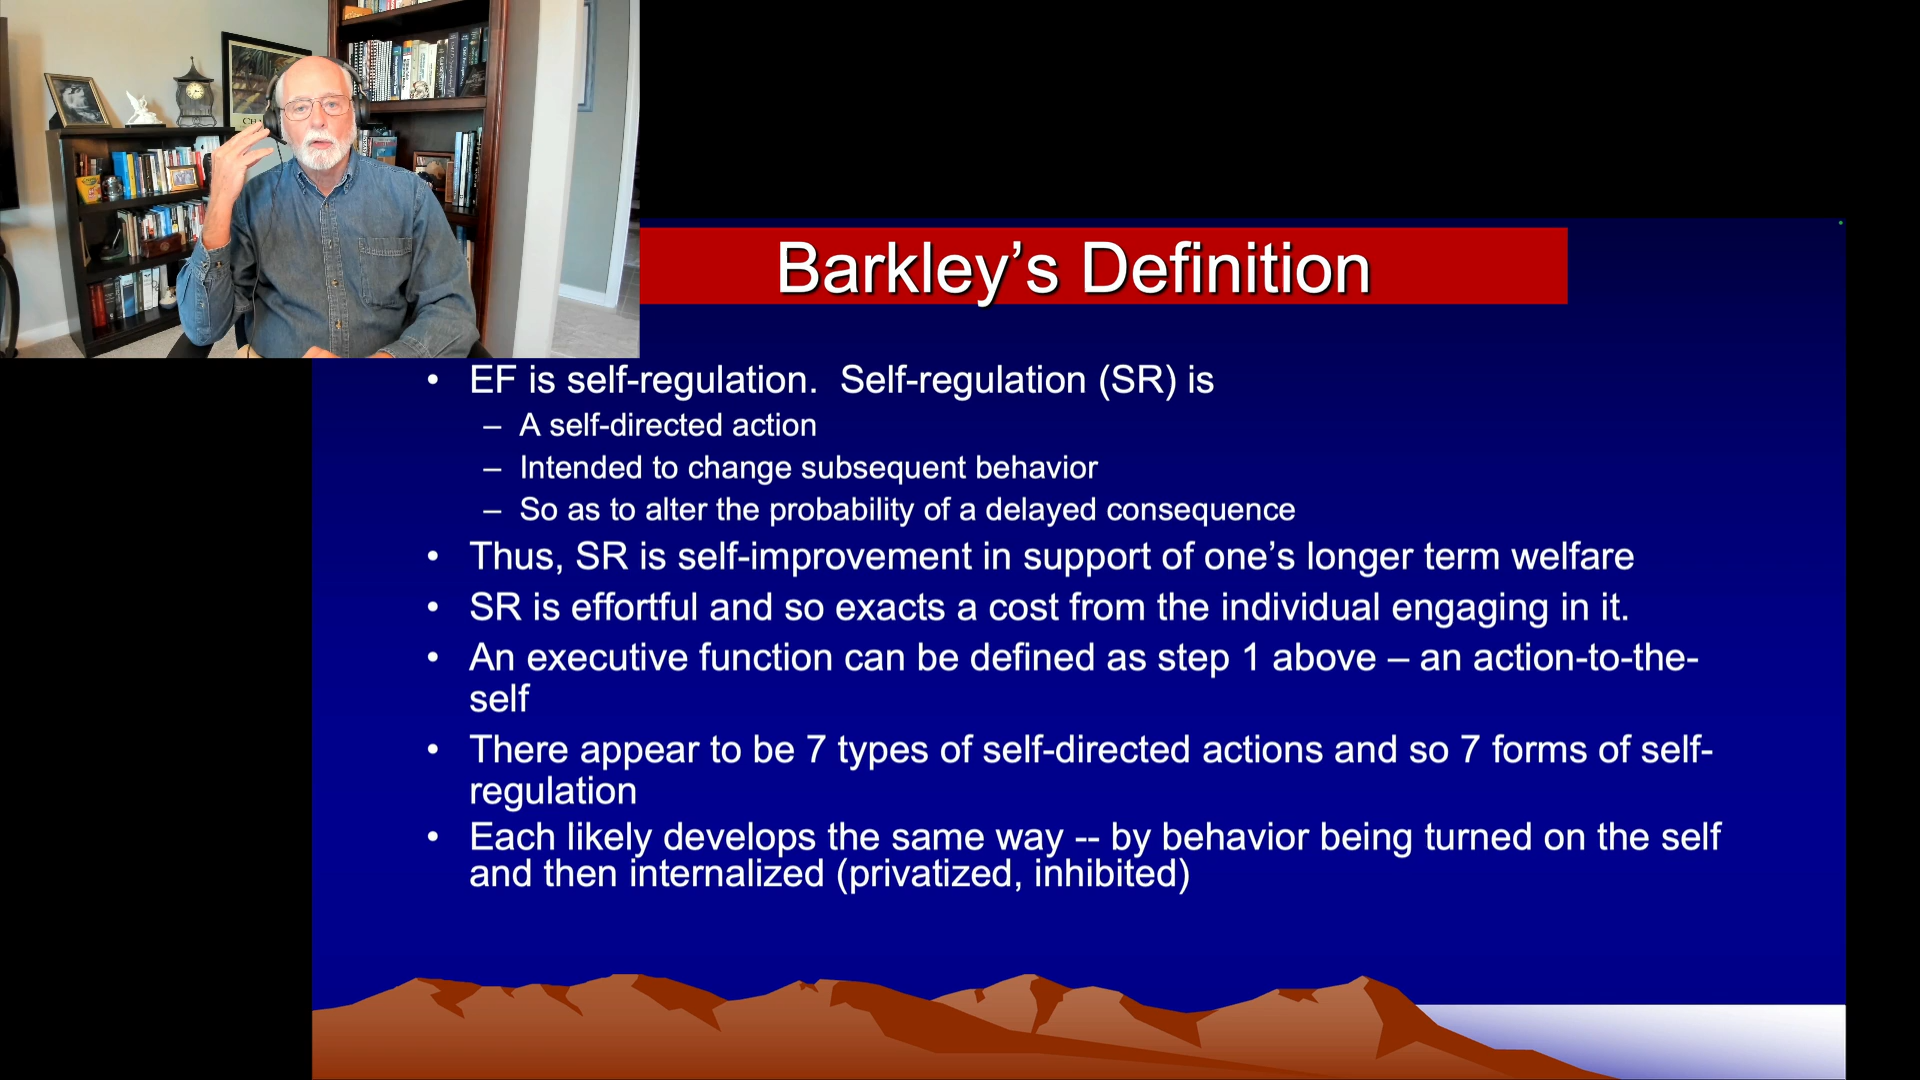 Barkley’s Definition
• EF is self-regulation.  Self-regulation (SR) is
– A self-directed action
– Intended to change subsequent behavior
– So as to alter the probability of a delayed consequence
• Thus, SR is self-improvement in support of one’s longer term welfare
• SR is effortful and so exacts a cost from the individual engaging in it.
• An executive function can be defined as step 1 above – an action-to-the-
self
• There appear to be 7 types of self-directed actions and so 7 forms of self-
regulation
• Each likely develops the same way -- by behavior being turned on the self
and then internalized (privatized, inhibited)